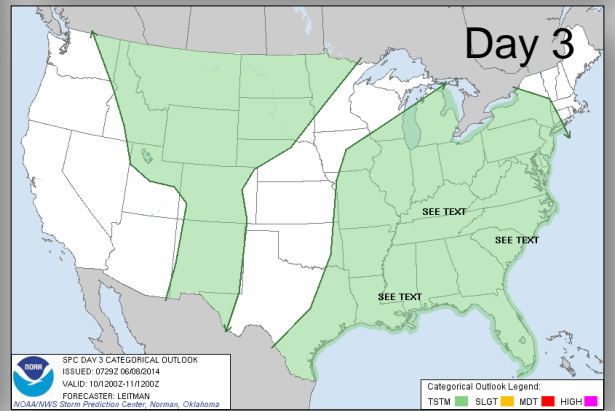 Day 3
SEE TEXT
SEE TEXT
SEE TEXT
NOAA
SPC DAY 3 CATEGORICAL OUTLOOK
ISSUED: 0729Z 06/08/2014
VALID: 10/1200Z-11/1200Z
FORECASTER: LEITMAN
NOAA/NWS Storm Prediction Center, Norman, Oklahoma
Categorical Outlook Legend:
TSTM SLGT MDT HIGH